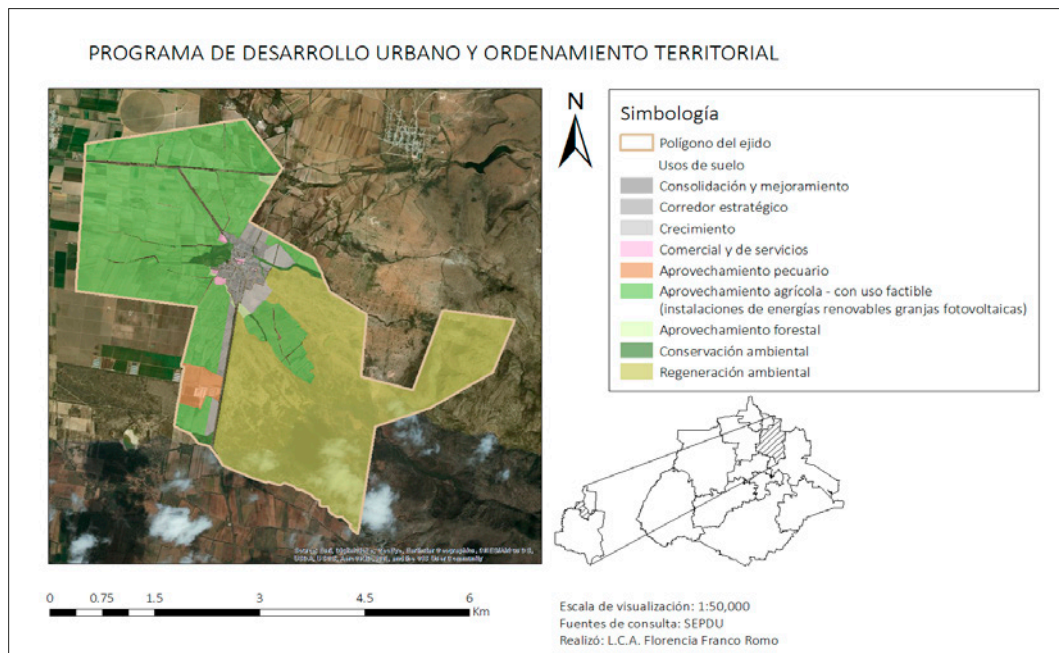 PROGRAMA DE DESARROLLO URBANO Y ORDENAMIENTO TERRITORIAL
N
Simbología
Polígono del ejido
Usos de suelo
Consolidación y mejoramiento
Corredor estratégico
Crecimiento
Comercial y de servicios
Aprovechamiento pecuario
Aprovechamiento agrícola - con uso factible
(instalaciones de energías renovables granjas fotovoltaicas)
Aprovechamiento forestal
Conservación ambiental
Regeneración ambiental
0 0.75 1.5 3 4.5 6
Km
Escala de visualización: 1:50,000
Fuentes de consulta: SEPDU
Realizó: L.C.A. Florencia Franco Romo